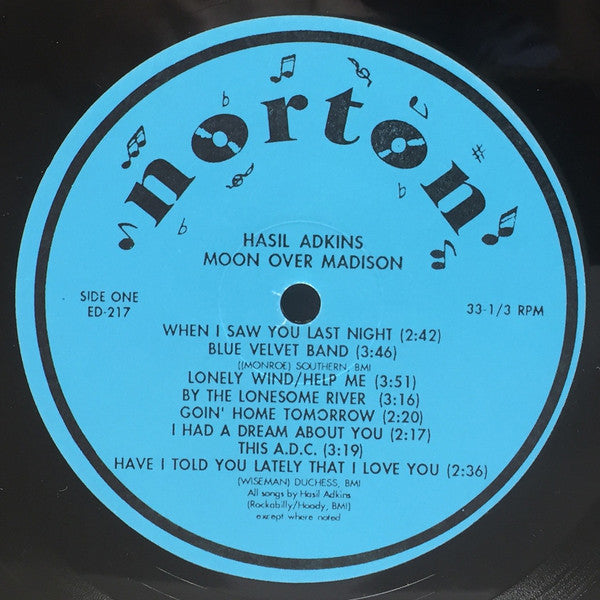 norton
HASIL ADKINS
MOON OVER MADISON
SIDE ONE
ED-217
33-1/3 RPM
WHEN I SAW YOU LAST NIGHT (2:42)
BLUE VELVET BAND (3:46)
((MONROE) SOUTHERN, BMI
LONELY WIND/HELP ME (3:51)
BY THE LONESOME RIVER (3:16)
GOIN' HOME TOMORROW (2:20)
I HAD A DREAM ABOUT YOU (2:17)
THIS A.D.C. (3:19)
HAVE I TOLD YOU LATELY THAT I LOVE YOU (2:36)
(WISEMAN) DUCHESS, BMI
All songs by Hasil Adkins
(Rockabilly/Hoody, BMI)
except where noted